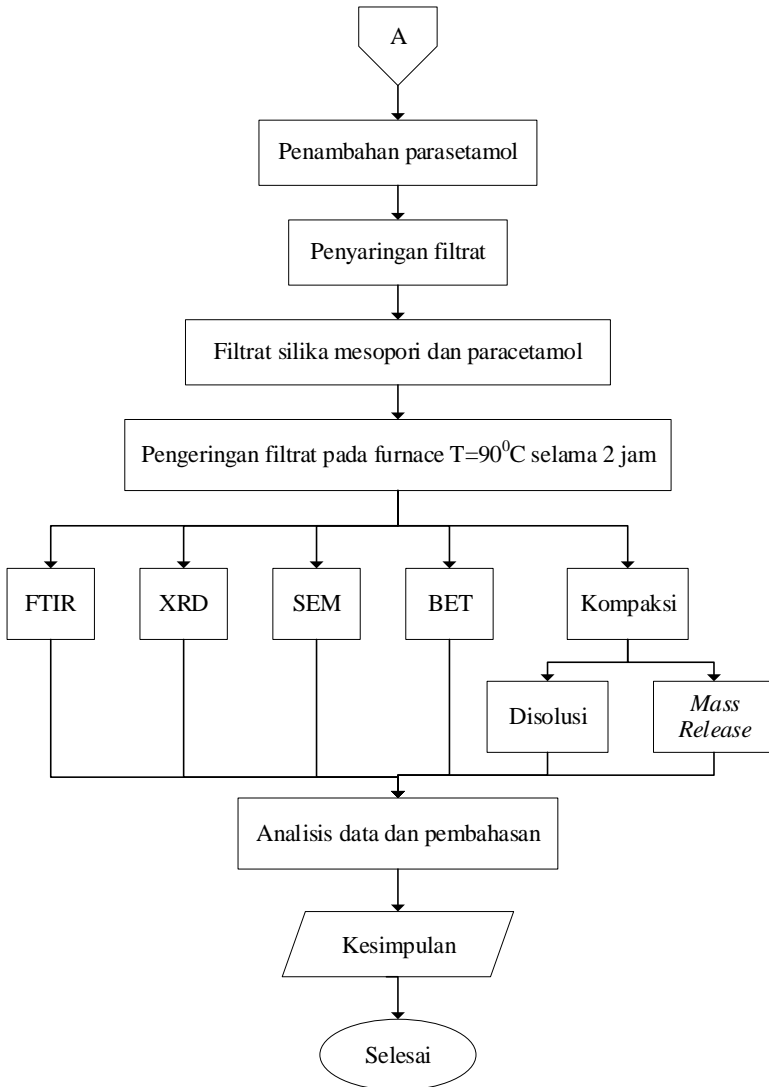 A
Penambahan parasetamol
Penyaringan filtrat
Filtrat silika mesopori dan paracetamol
Pengeringan filtrat pada furnace T=90⁰C selama 2 jam
FTIR
XRD
SEM
BET
Kompaksi
Disolusi
Mass
Release
Analisis data dan pembahasan
Kesimpulan
Selesai